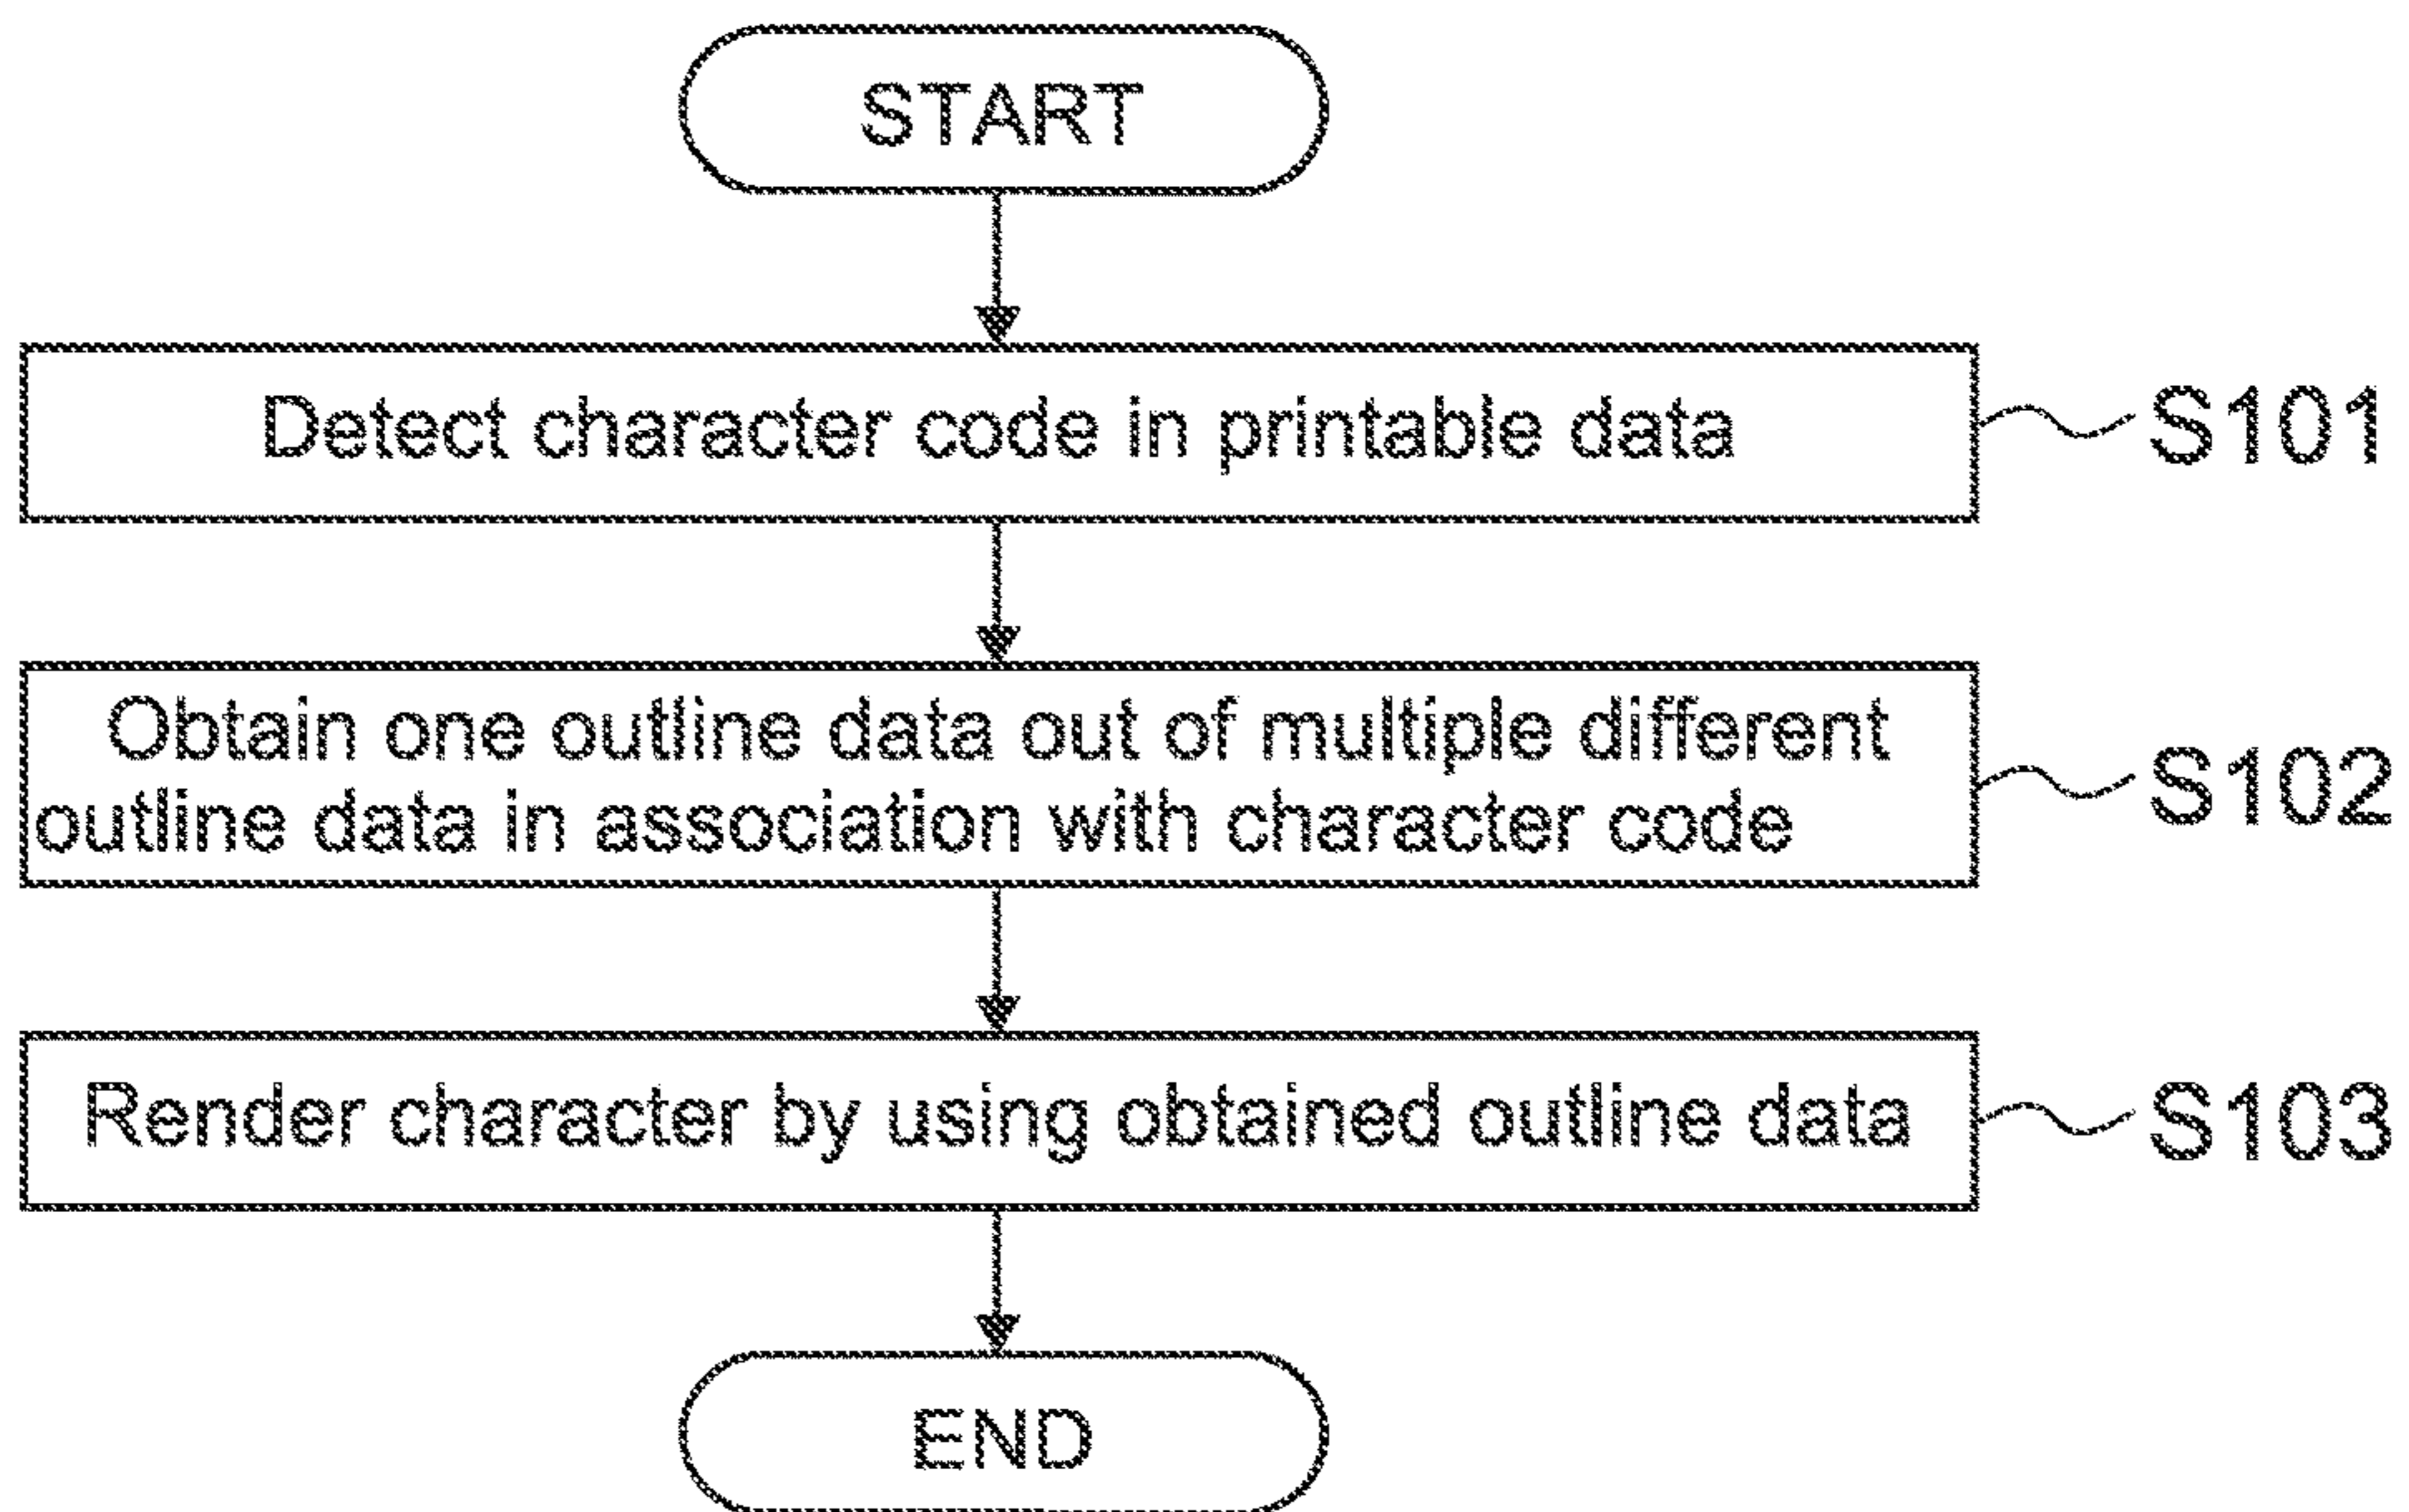 START
Detect character code in printable data
S101
Obtain one outline data out of multiple different
outline data in association with character code
S102
Render character by using obtained outline data
S103
END